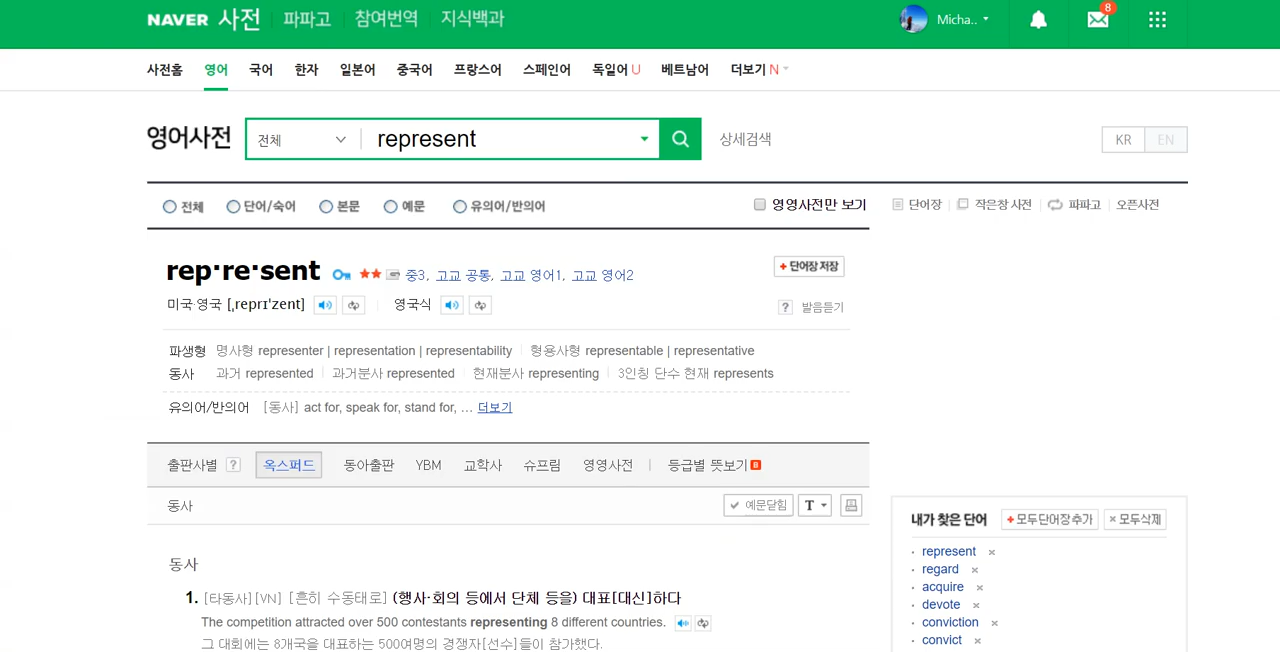 NAVER 사전 파파고 참여번역 지식백과 Micha.. 8
사전홈 영어 국어 한자 일본어 중국어 프랑스어 스페인어 독일어 U 베트남어 더보기 N
영어사전 전체 represent 상세검색 KR EN
전체 단어/숙어 본문 예문 유의어/반의어 영영사전만 보기 단어장 작은창 사전 파파고 오픈사전
rep·re·sent ★★ 중3, 고교 공통, 고교 영어1, 고교 영어2 +단어장 저장
미국·영국 [ˌreprɪˈzent] 영국식 ? 발음듣기
파생형 명사형 representer | representation | representability 형용사형 representable | representative
동사 과거 represented 과거분사 represented 현재분사 representing 3인칭 단수 현재 represents
유의어/반의어 [동사] act for, speak for, stand for, … 더보기
출판사별 ? 옥스퍼드 동아출판 YBM 교학사 슈프림 영영사전 | 등급별 뜻보기
동사 예문닫힘 T
동사
1. [타동사][VN] [흔히 수동태로] (행사·회의 등에서 단체 등을) 대표[대신]하다
The competition attracted over 500 contestants representing 8 different countries.
그 대회에는 8개국을 대표하는 500여명의 경쟁자[선수]들이 참가했다.
내가 찾은 단어 +모두단어장추가 ×모두삭제
· represent ×
· regard ×
· acquire ×
· devote ×
· conviction ×
· convict ×